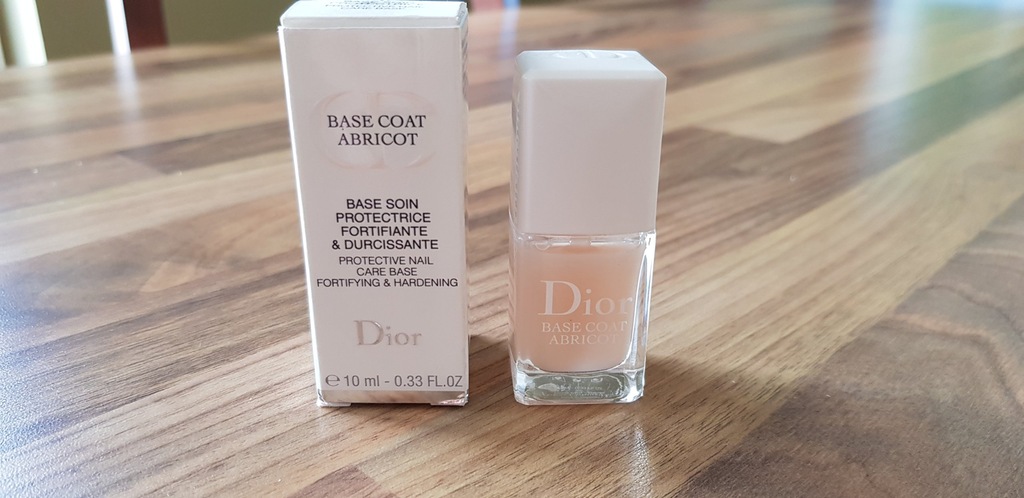 BASE COAT
ABRICOT
BASE SOIN
PROTECTRICE
FORTIFIANTE
& DURCISSANTE
PROTECTIVE NAIL
CARE BASE
FORTIFYING & HARDENING
Dior
℮ 10 ml - 0.33 FL.OZ
Dior
BASE COAT
ABRICOT